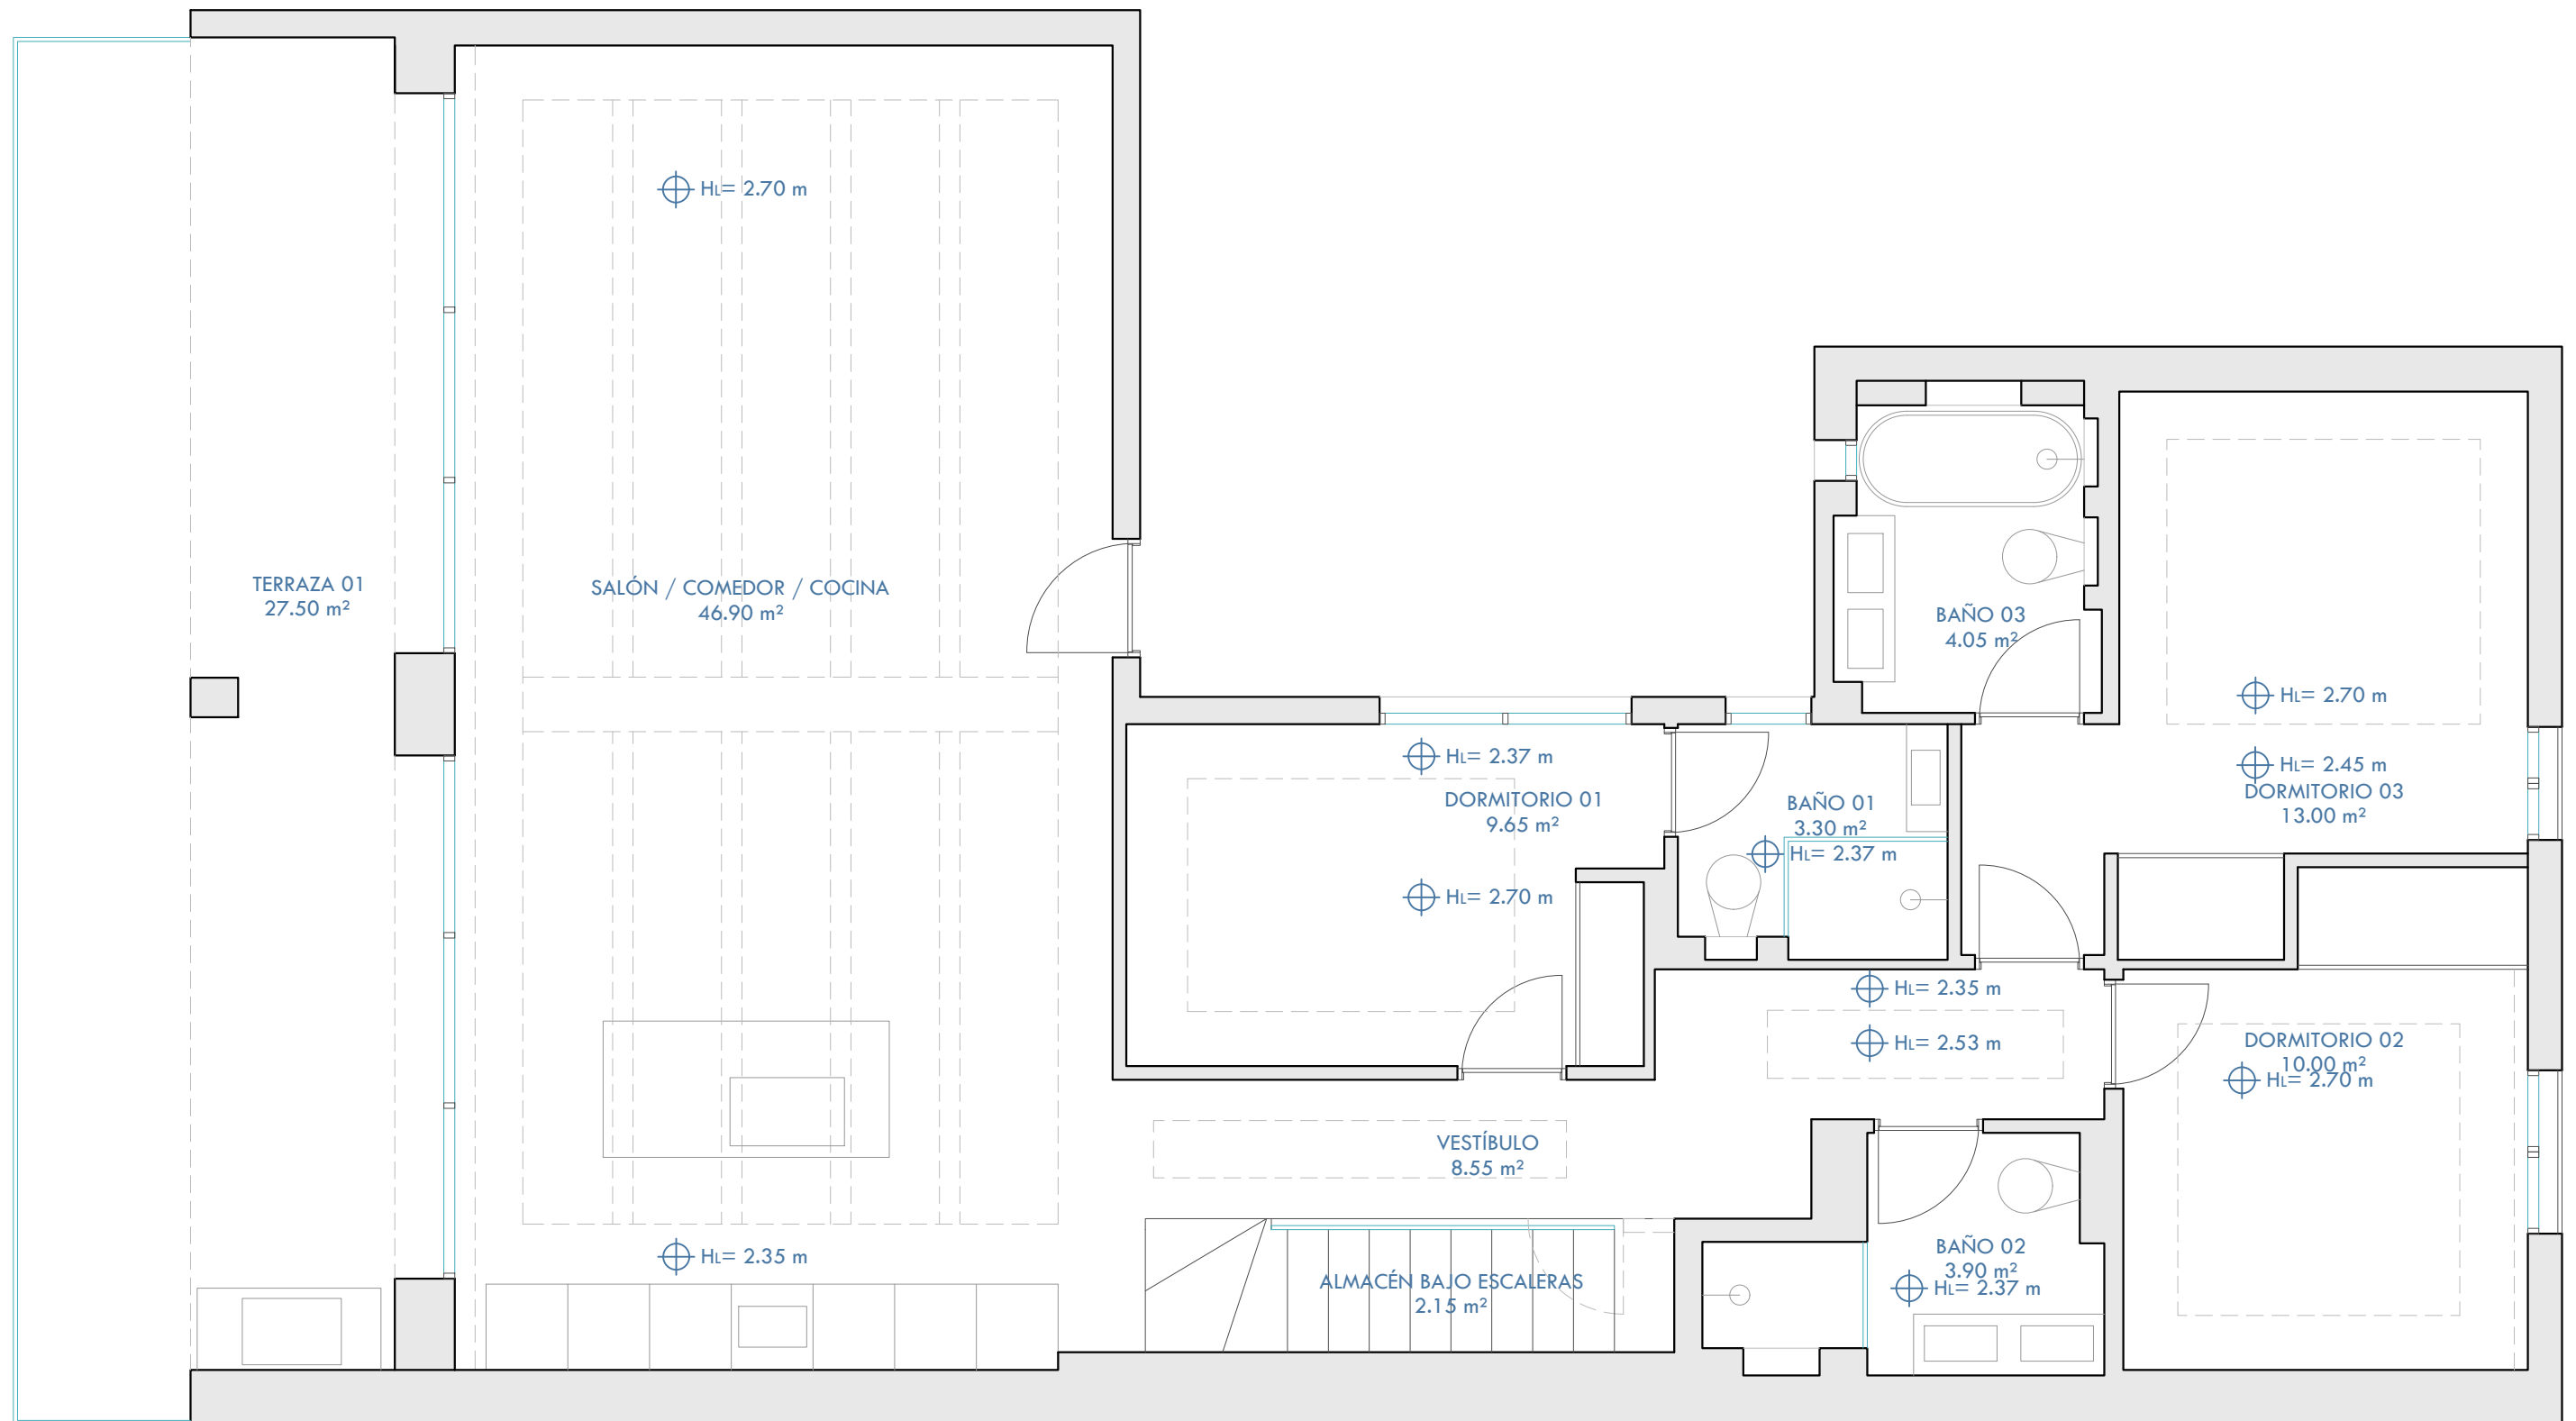 HL= 2.70 m
TERRAZA 01
27.50 m²
SALÓN / COMEDOR / COCINA
46.90 m²
BAÑO 03
4.05 m²
HL= 2.70 m
HL= 2.37 m
HL= 2.45 m
DORMITORIO 01
9.65 m²
BAÑO 01
3.30 m²
HL= 2.37 m
DORMITORIO 03
13.00 m²
HL= 2.70 m
HL= 2.35 m
HL= 2.53 m
DORMITORIO 02
10.00 m²
HL= 2.70 m
VESTÍBULO
8.55 m²
HL= 2.35 m
ALMACÉN BAJO ESCALERAS
2.15 m²
BAÑO 02
3.90 m²
HL= 2.37 m